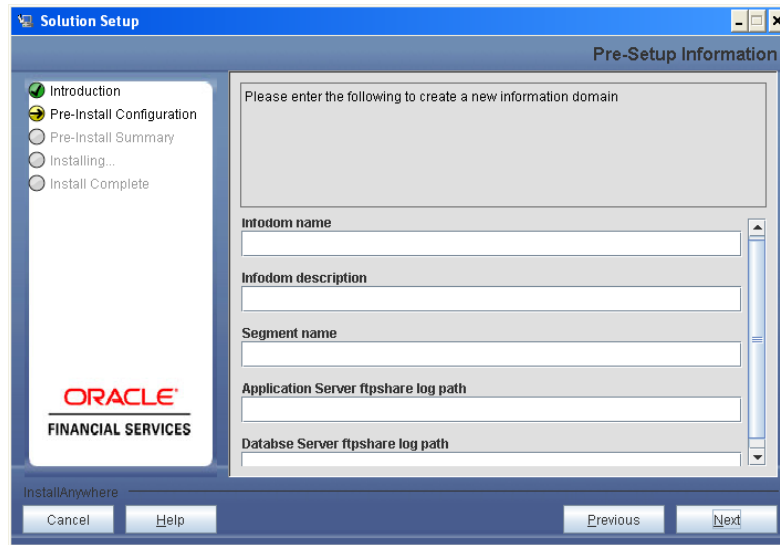 Solution Setup
Pre-Setup Information
Introduction
Pre-Install Configuration
Pre-Install Summary
Installing...
Install Complete
ORACLE
FINANCIAL SERVICES
Please enter the following to create a new information domain
Infodom name
Infodom description
Segment name
Application Server ftpshare log path
Databse Server ftpshare log path
InstallAnywhere
Cancel
Help
Previous
Next